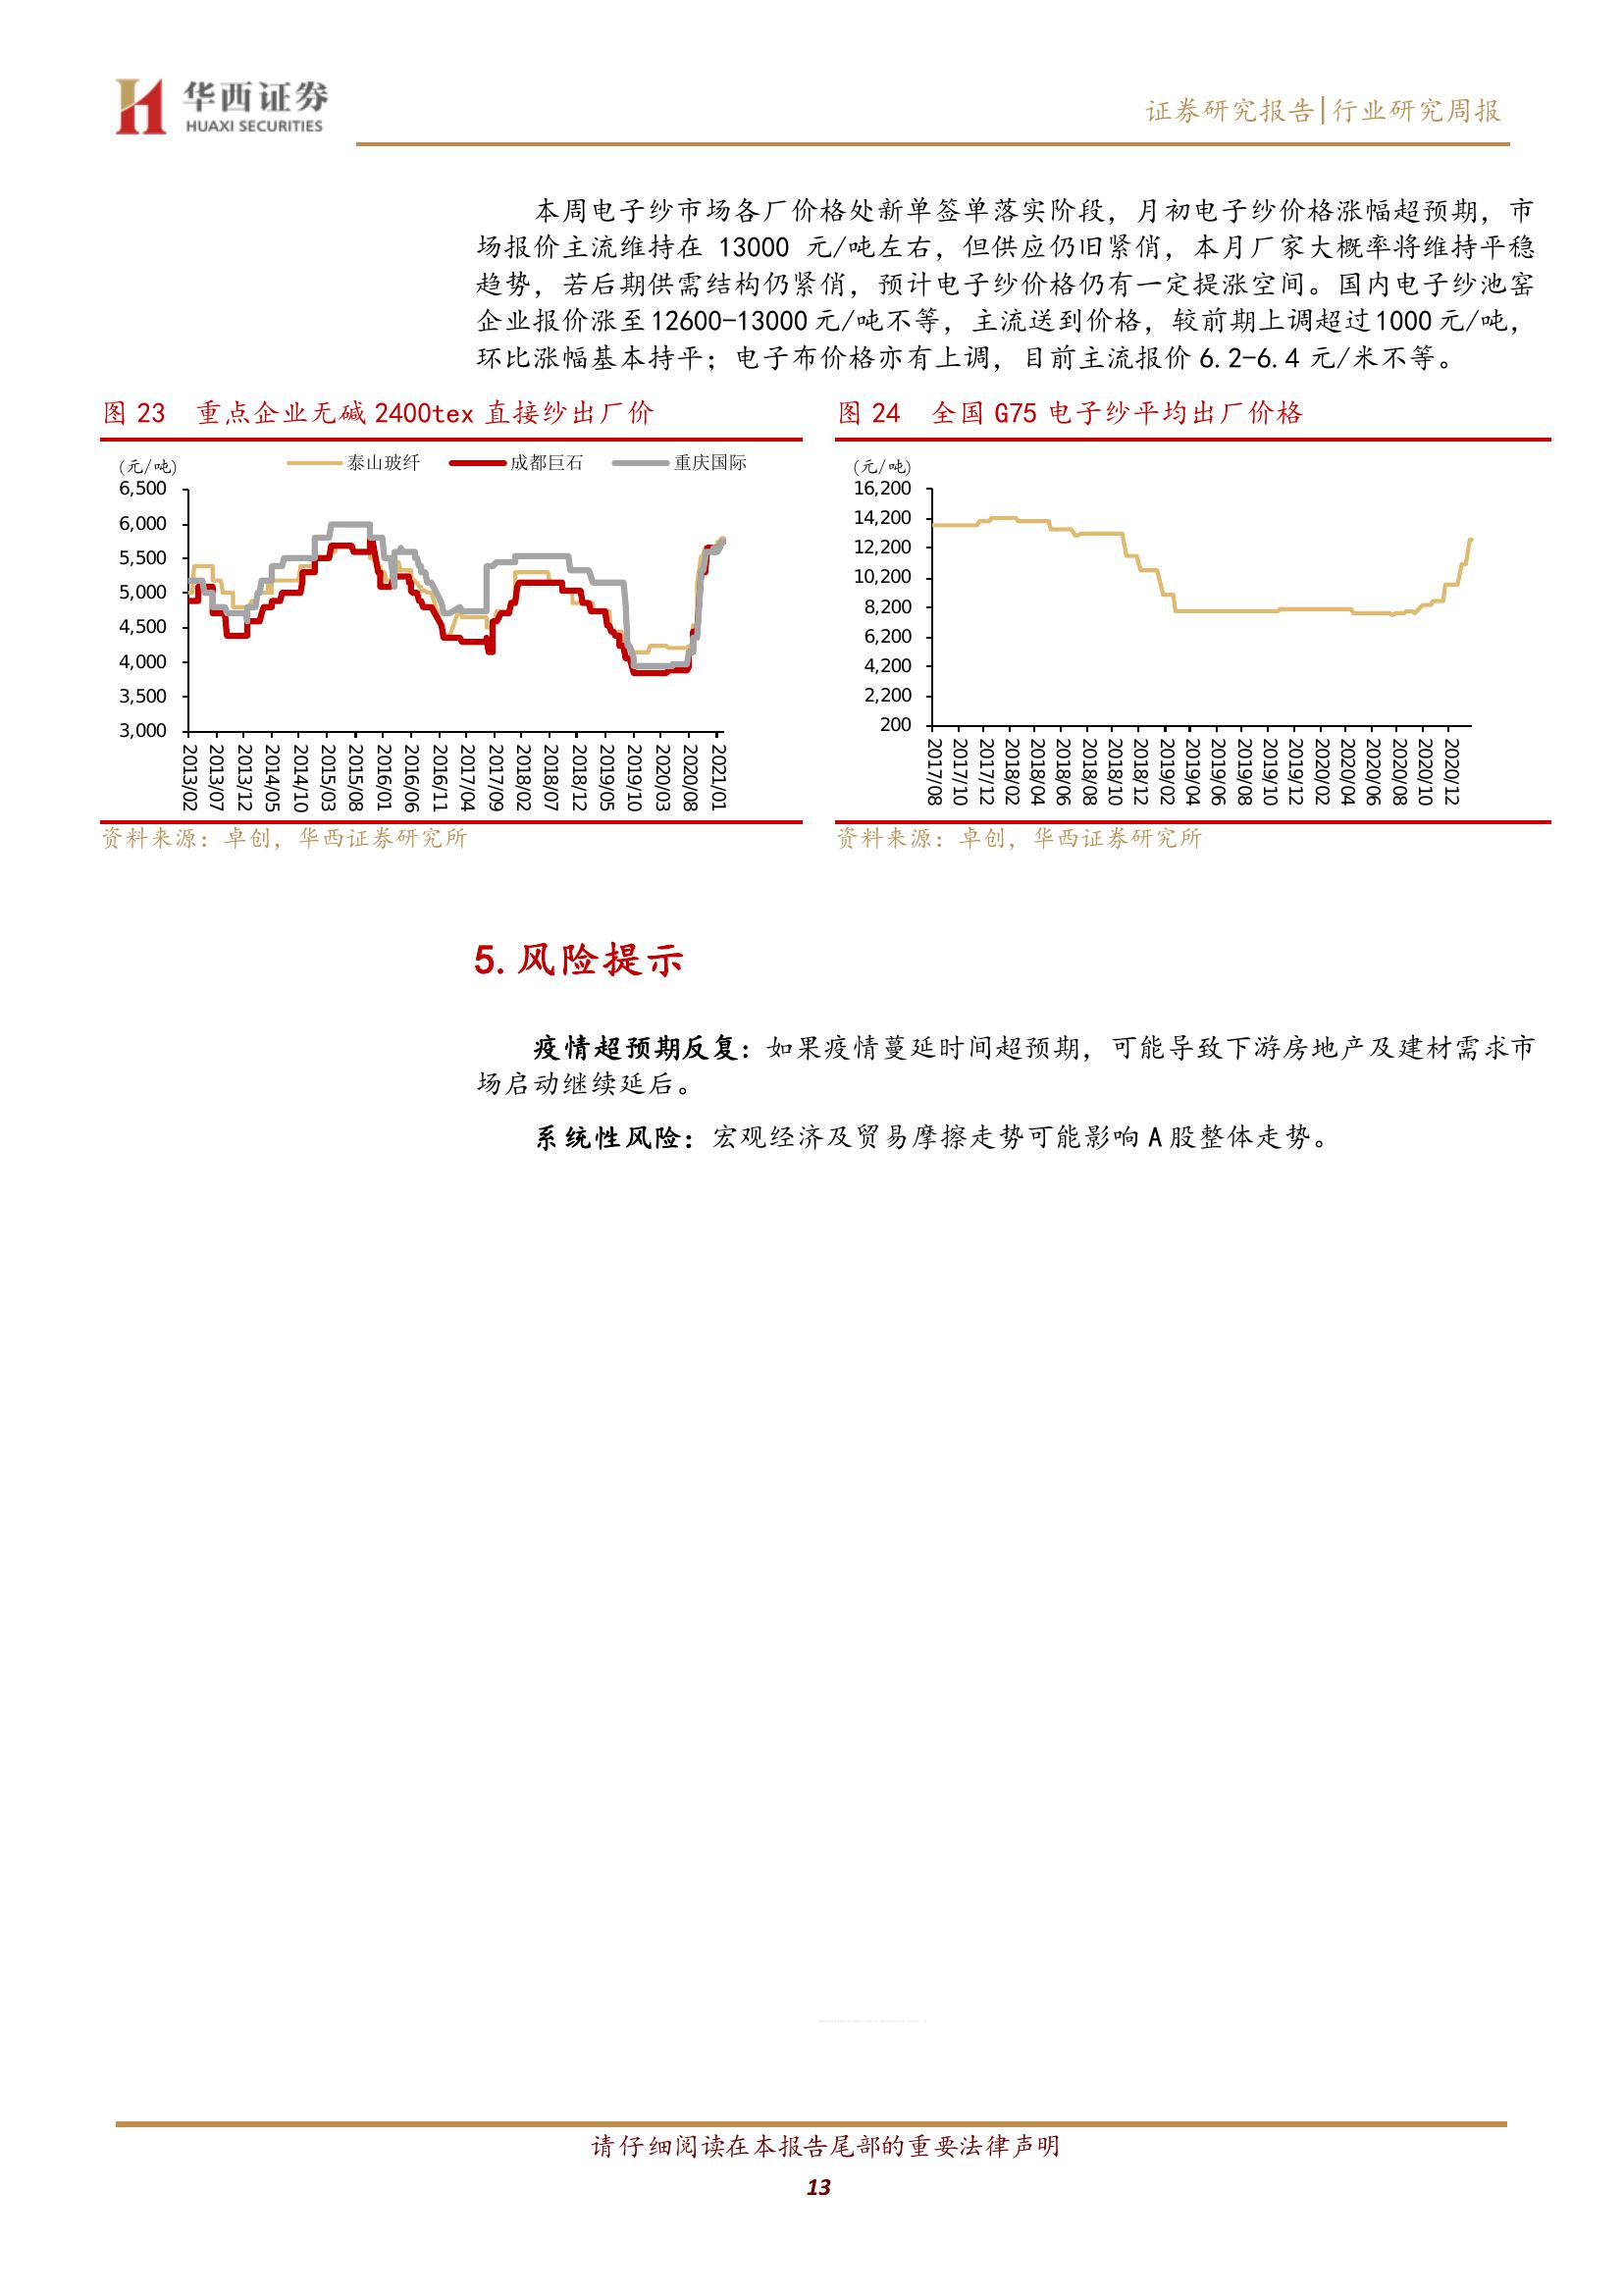 华西证券
HUAXI SECURITIES
证券研究报告|行业研究周报
本周电子纱市场各厂价格处新单签单落实阶段，月初电子纱价格涨幅超预期，市
场报价主流维持在 13000 元/吨左右，但供应仍旧紧俏，本月厂家大概率将维持平稳
趋势，若后期供需结构仍紧俏，预计电子纱价格仍有一定提涨空间。国内电子纱池窑
企业报价涨至 12600-13000 元/吨不等，主流送到价格，较前期上调超过 1000 元/吨，
环比涨幅基本持平；电子布价格亦有上调，目前主流报价 6.2-6.4 元/米不等。
图 23 重点企业无碱 2400tex 直接纱出厂价
(元/吨)
泰山玻纤
成都巨石
重庆国际
6,500
6,000
5,500
5,000
4,500
4,000
3,500
3,000
2013/02
2013/07
2013/12
2014/05
2014/10
2015/03
2015/08
2016/01
2016/06
2016/11
2017/04
2017/09
2018/02
2018/07
2018/12
2019/05
2019/10
2020/03
2020/08
2021/01
资料来源：卓创，华西证券研究所
图 24 全国 G75 电子纱平均出厂价格
(元/吨)
16,200
14,200
12,200
10,200
8,200
6,200
4,200
2,200
200
2017/08
2017/10
2017/12
2018/02
2018/04
2018/06
2018/08
2018/10
2018/12
2019/02
2019/04
2019/06
2019/08
2019/10
2019/12
2020/02
2020/04
2020/06
2020/08
2020/10
2020/12
资料来源：卓创，华西证券研究所
5.风险提示
疫情超预期反复：如果疫情蔓延时间超预期，可能导致下游房地产及建材需求市
场启动继续延后。
系统性风险：宏观经济及贸易摩擦走势可能影响 A 股整体走势。
请仔细阅读在本报告尾部的重要法律声明
13